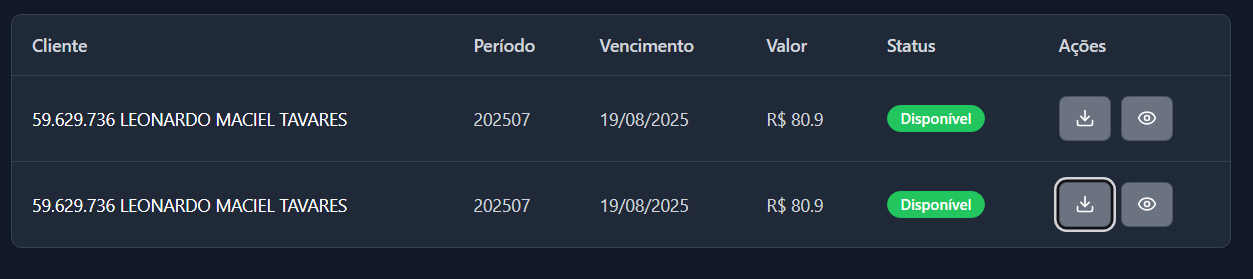 Cliente Período Vencimento Valor Status Ações
59.629.736 LEONARDO MACIEL TAVARES 202507 19/08/2025 R$ 80.9 Disponível
59.629.736 LEONARDO MACIEL TAVARES 202507 19/08/2025 R$ 80.9 Disponível